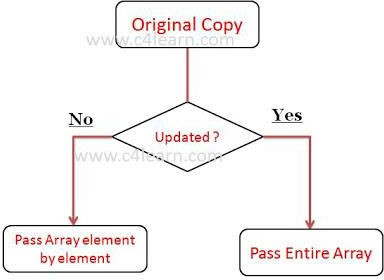 Original Copy
www.c4learn.com
No
Yes
Updated ?
www.c4learn.com
Pass Array element
by element
Pass Entire Array